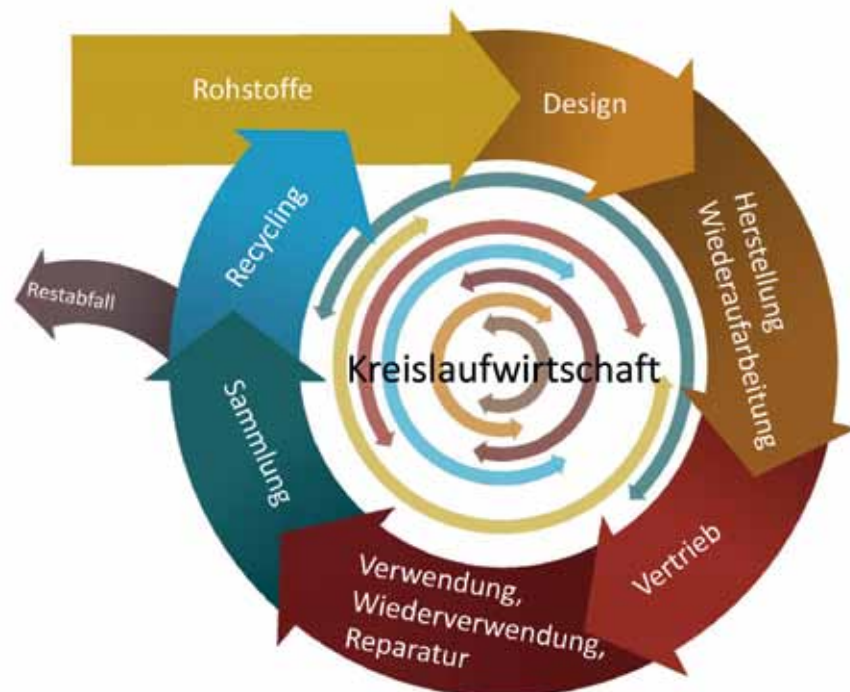 Rohstoffe
Design
Herstellung
Wiederaufarbeitung
Vertrieb
Verwendung,
Wiederverwendung,
Reparatur
Sammlung
Recycling
Restabfall
Kreislaufwirtschaft